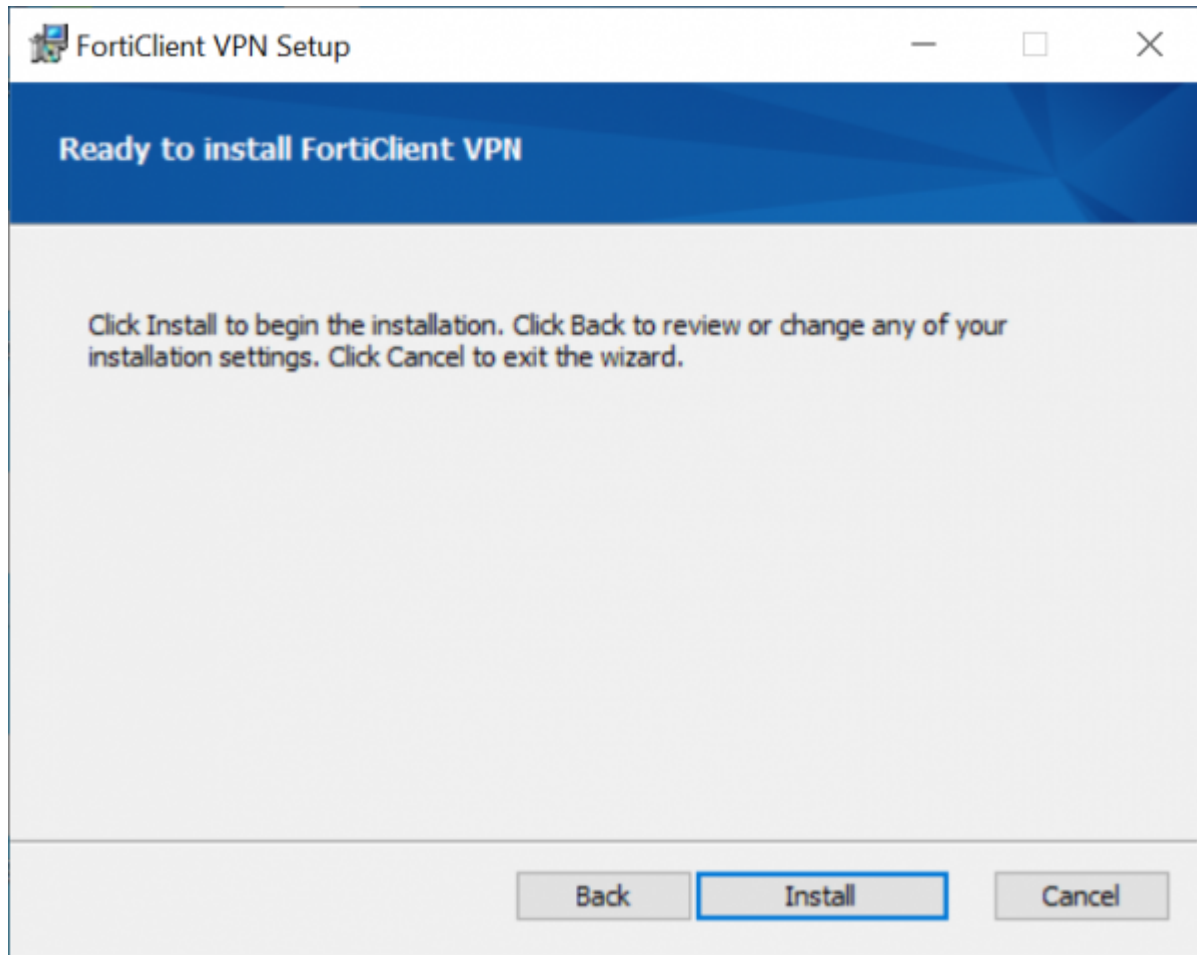 FortiClient VPN Setup
Ready to install FortiClient VPN
Click Install to begin the installation. Click Back to review or change any of your
installation settings. Click Cancel to exit the wizard.
Back Install Cancel